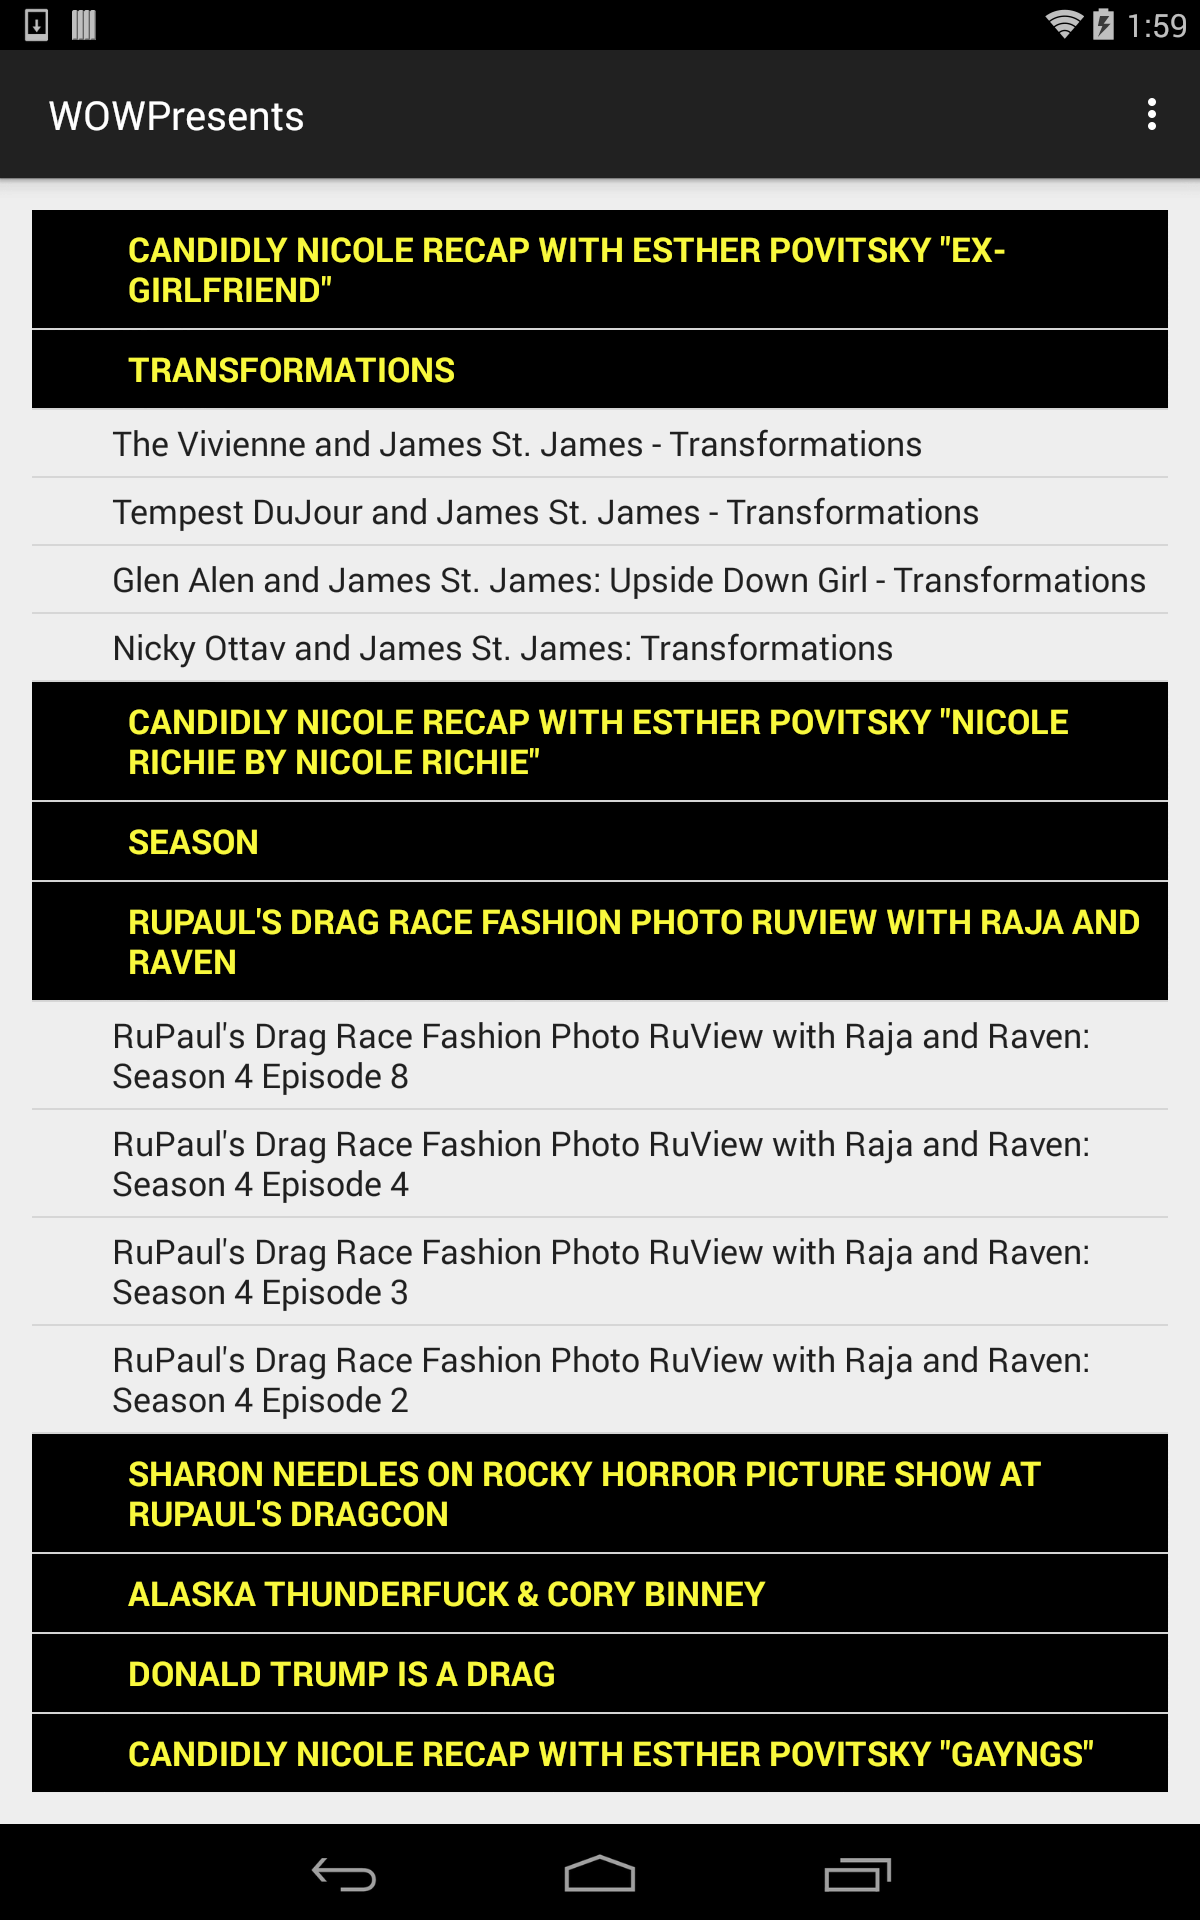 1:59
WOWPresents
CANDIDLY NICOLE RECAP WITH ESTHER POVITSKY "EX-
GIRLFRIEND"
TRANSFORMATIONS
The Vivienne and James St. James - Transformations
Tempest DuJour and James St. James - Transformations
Glen Alen and James St. James: Upside Down Girl - Transformations
Nicky Ottav and James St. James: Transformations
CANDIDLY NICOLE RECAP WITH ESTHER POVITSKY "NICOLE
RICHIE BY NICOLE RICHIE"
SEASON
RUPAUL'S DRAG RACE FASHION PHOTO RUVIEW WITH RAJA AND
RAVEN
RuPaul's Drag Race Fashion Photo RuView with Raja and Raven:
Season 4 Episode 8
RuPaul's Drag Race Fashion Photo RuView with Raja and Raven:
Season 4 Episode 4
RuPaul's Drag Race Fashion Photo RuView with Raja and Raven:
Season 4 Episode 3
RuPaul's Drag Race Fashion Photo RuView with Raja and Raven:
Season 4 Episode 2
SHARON NEEDLES ON ROCKY HORROR PICTURE SHOW AT
RUPAUL'S DRAGCON
ALASKA THUNDERFUCK & CORY BINNEY
DONALD TRUMP IS A DRAG
CANDIDLY NICOLE RECAP WITH ESTHER POVITSKY "GAYNGS"